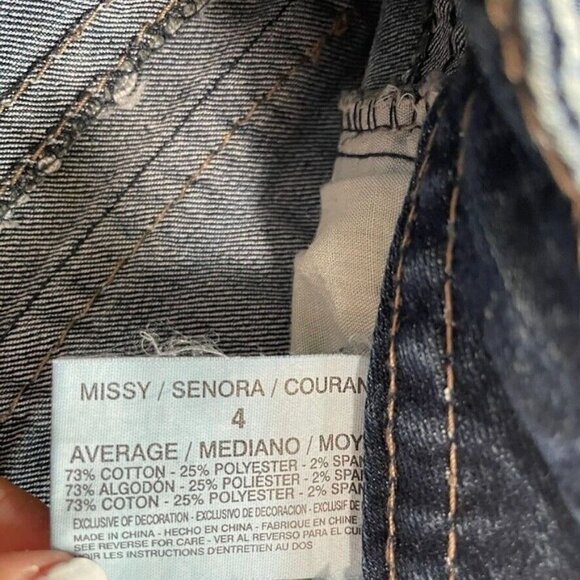 MISSY / SENORA / COURAN
4
AVERAGE / MEDIANO / MOY
73% COTTON - 25% POLYESTER - 2% SPAN
73% ALGODÓN - 25% POLIÉSTER - 2% SPA
73% COTON - 25% POLYESTER - 2% SPAN
EXCLUSIVE OF DECORATION - EXCLUSIVO DE DECORACION - EXCLUSIF DE
MADE IN CHINA - HECHO EN CHINA - FABRIQUE EN CHINE
SEE REVERSE FOR CARE - VER AL REVERSO PARA EL CUI
VOIR LES INSTRUCTIONS D'ENTRETIEN AU DOS